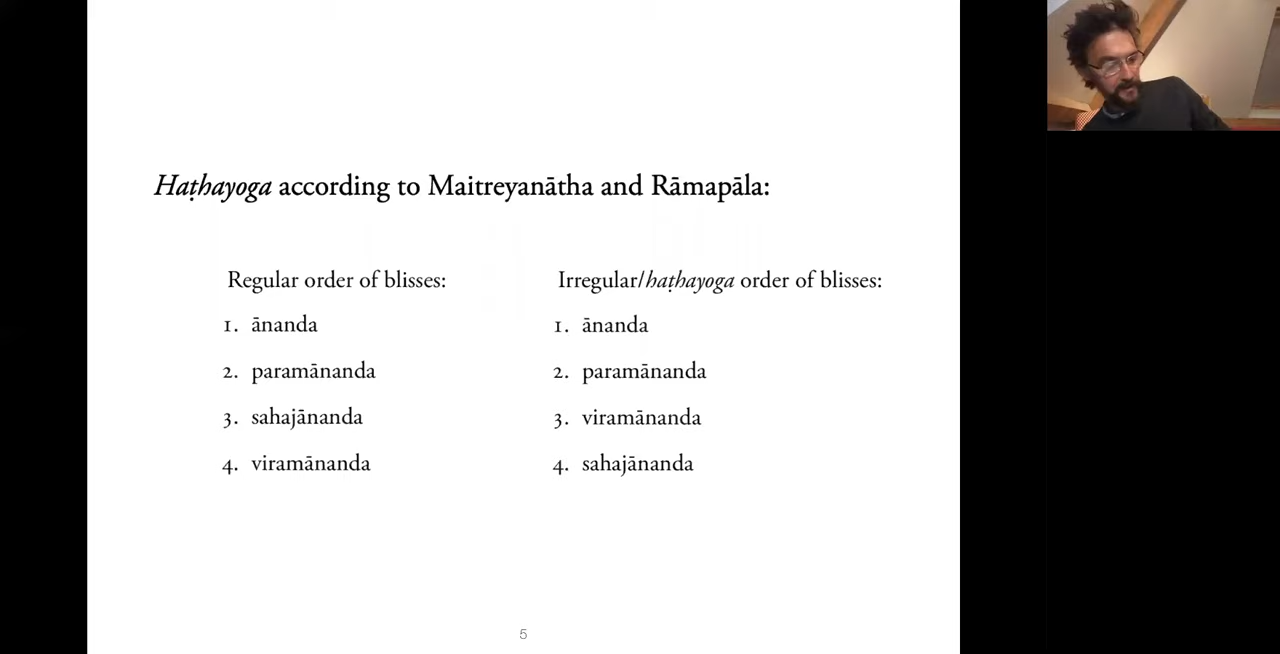 Haṭhayoga according to Maitreyanātha and Rāmapāla:
Regular order of blisses:
1. ānanda
2. paramānanda
3. sahajānanda
4. viramānanda
Irregular/haṭhayoga order of blisses:
1. ānanda
2. paramānanda
3. viramānanda
4. sahajānanda
5